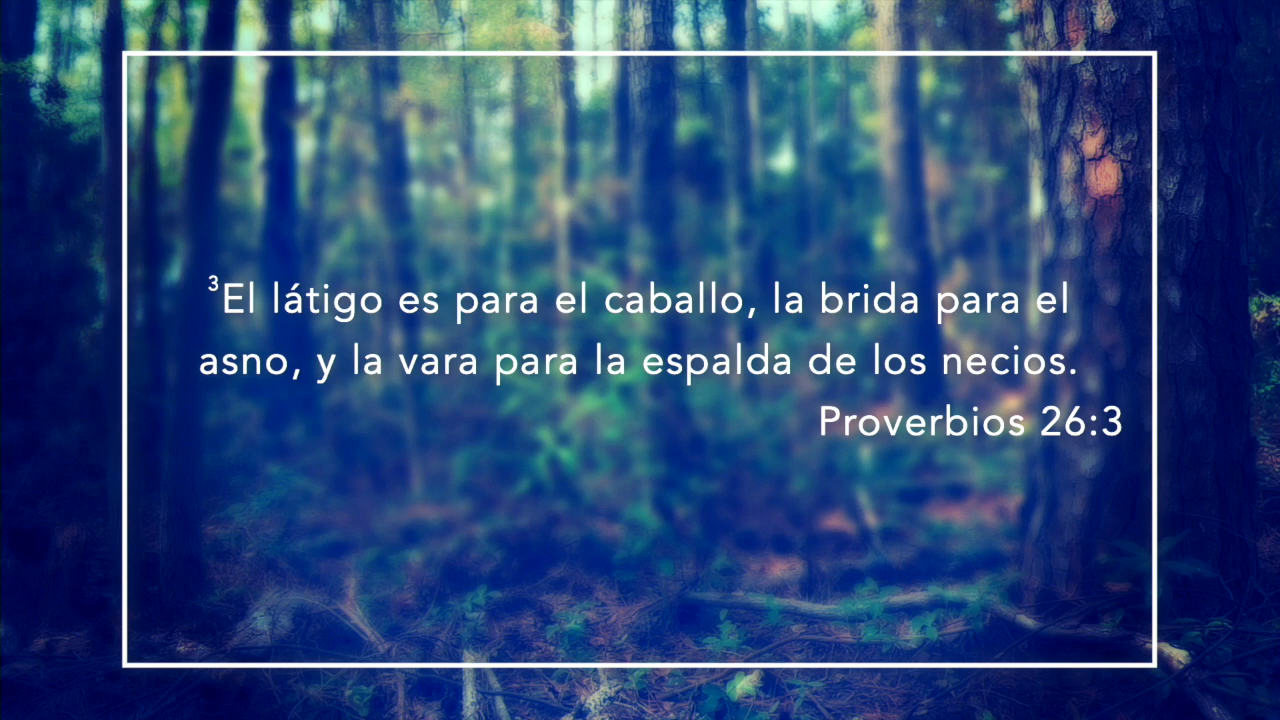 ³El látigo es para el caballo, la brida para el
asno, y la vara para la espalda de los necios.
Proverbios 26:3